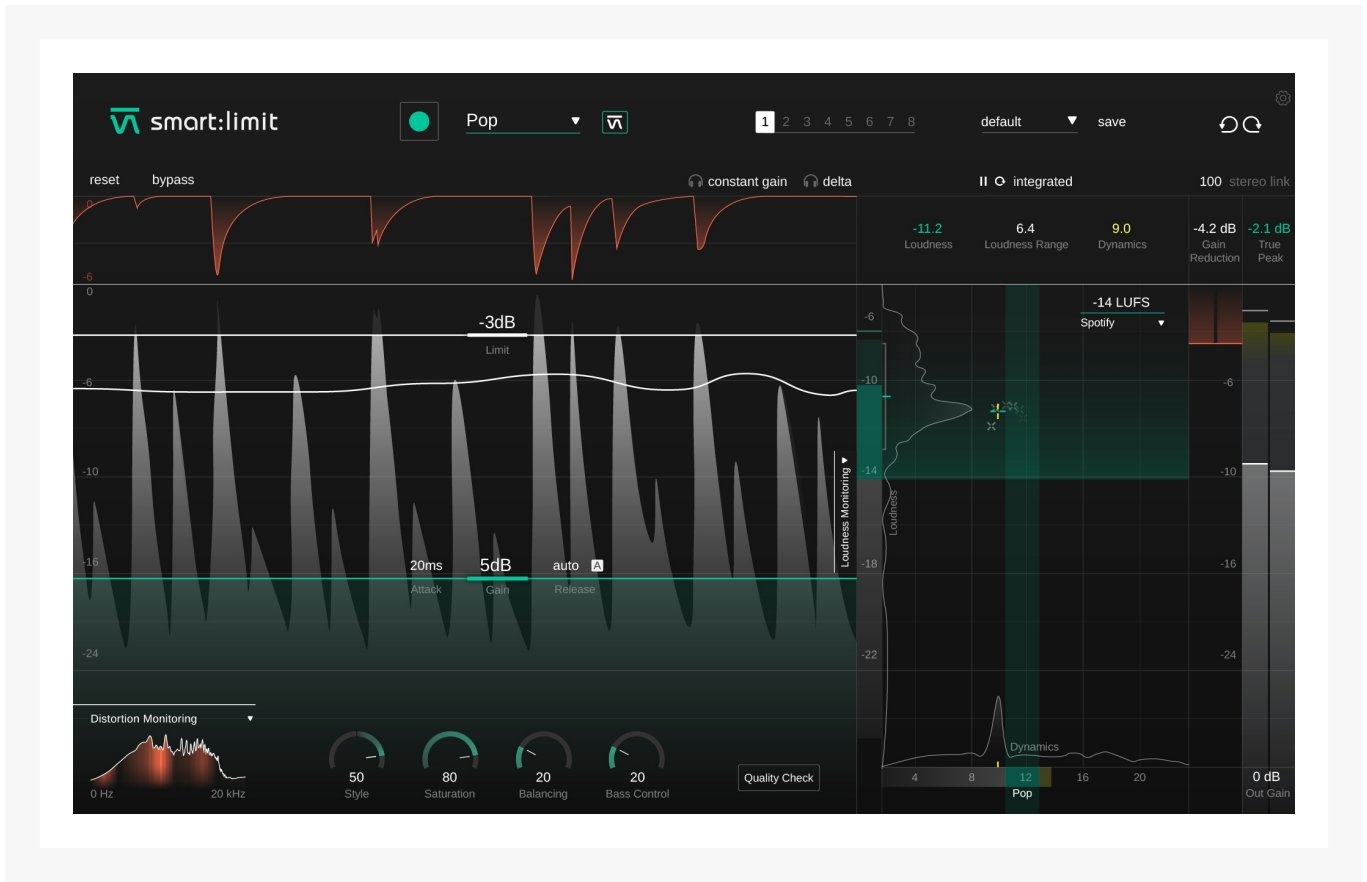 smart:limit
Pop
1 2 3 4 5 6 7 8
default
save
reset
bypass
constant gain
delta
integrated
100 stereo link
0
-6
-11.2
Loudness
6.4
Loudness Range
9.0
Dynamics
-4.2 dB
Gain
Reduction
-2.1 dB
True
Peak
0
-6
-10
-16
-24
-3dB
Limit
20ms
Attack
5dB
Gain
auto A
Release
Loudness Monitoring
-6
-10
-14
-18
-22
Loudness
-14 LUFS
Spotify
-6
-10
-16
-24
Distortion Monitoring
0 Hz
20 kHz
50
Style
80
Saturation
20
Balancing
20
Bass Control
Quality Check
Dynamics
4 8 12 16 20
Pop
0 dB
Out Gain